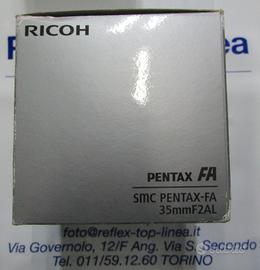 RICOH
PENTAX FA
SMC PENTAX-FA
35mmF2AL
foto@reflex-top-linea.it
Via Governolo, 12/F Ang. Via S. Secondo
Tel. 011/59.12.60 TORINO